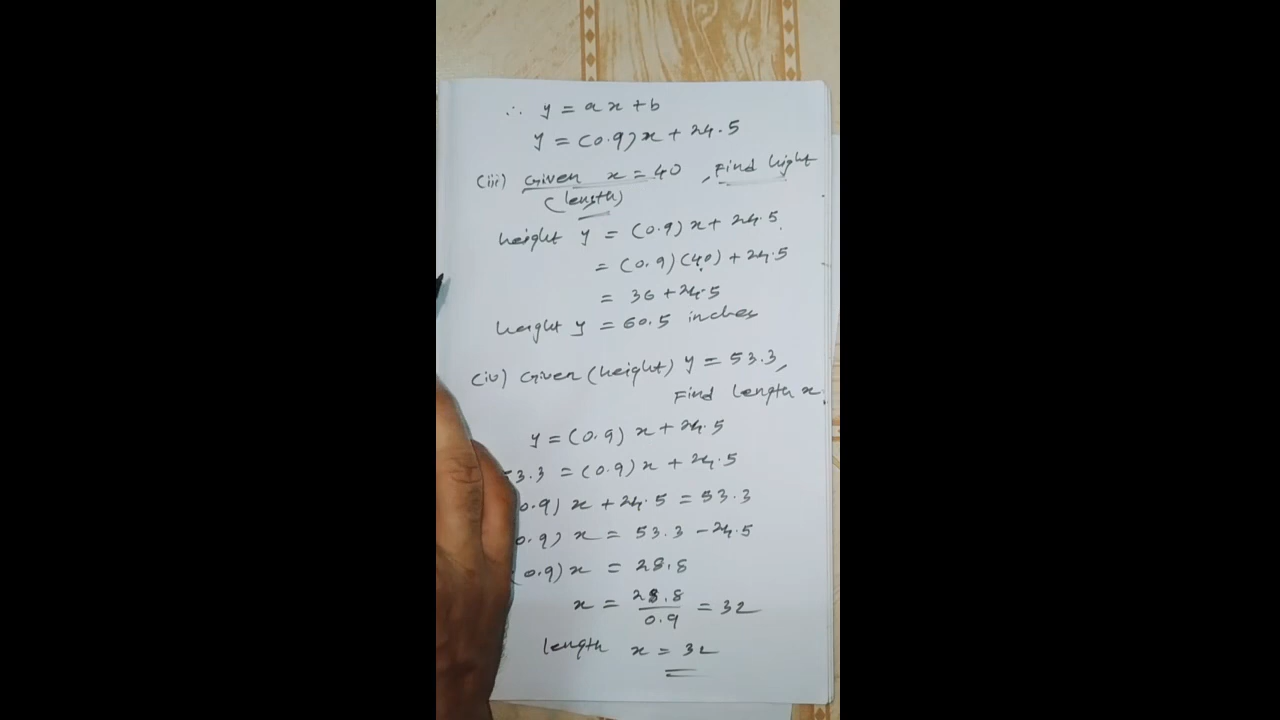 ∴ y = ax + b
y = (0.9)x + 24.5
(iii) Given x = 40, Find hight
(length)
height y = (0.9)x + 24.5
= (0.9)(40) + 24.5
= 36 + 24.5
height y = 60.5 inches
(iv) Given (height) y = 53.3,
Find length x.
y = (0.9)x + 24.5
53.3 = (0.9)x + 24.5
0.9)x + 24.5 = 53.3
0.9)x = 53.3 - 24.5
(0.9)x = 28.8
x = 28.8/0.9 = 32
length x = 32